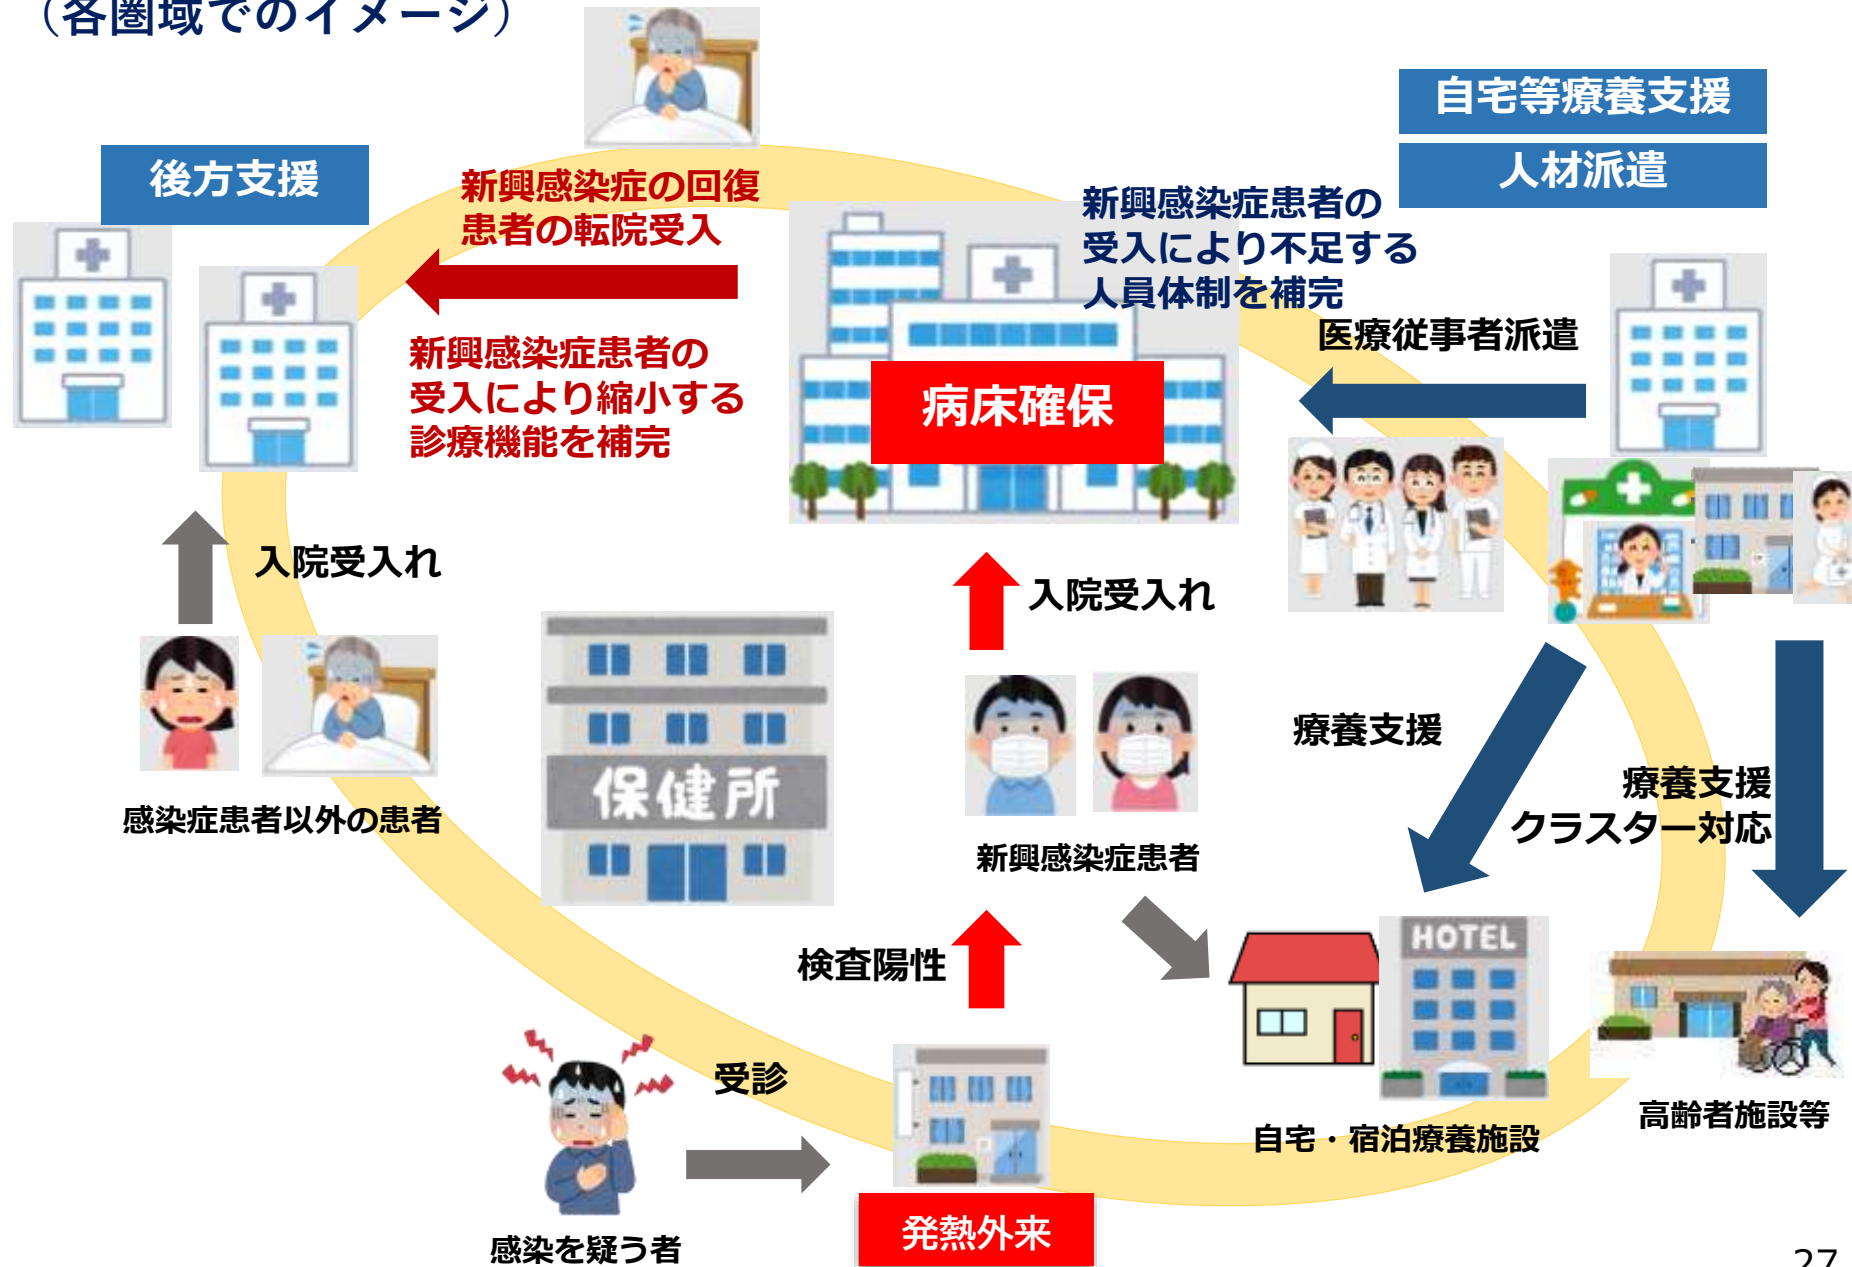 （各圏域でのイメージ）
自宅等療養支援
人材派遣
後方支援
新興感染症の回復
患者の転院受入
新興感染症患者の
受入により縮小する
診療機能を補完
新興感染症患者の
受入により不足する
人員体制を補完
医療従事者派遣
病床確保
入院受入れ
入院受入れ
保健所
療養支援
療養支援
クラスター対応
感染症患者以外の患者
新興感染症患者
検査陽性
HOTEL
受診
自宅・宿泊療養施設
高齢者施設等
感染を疑う者
発熱外来
27